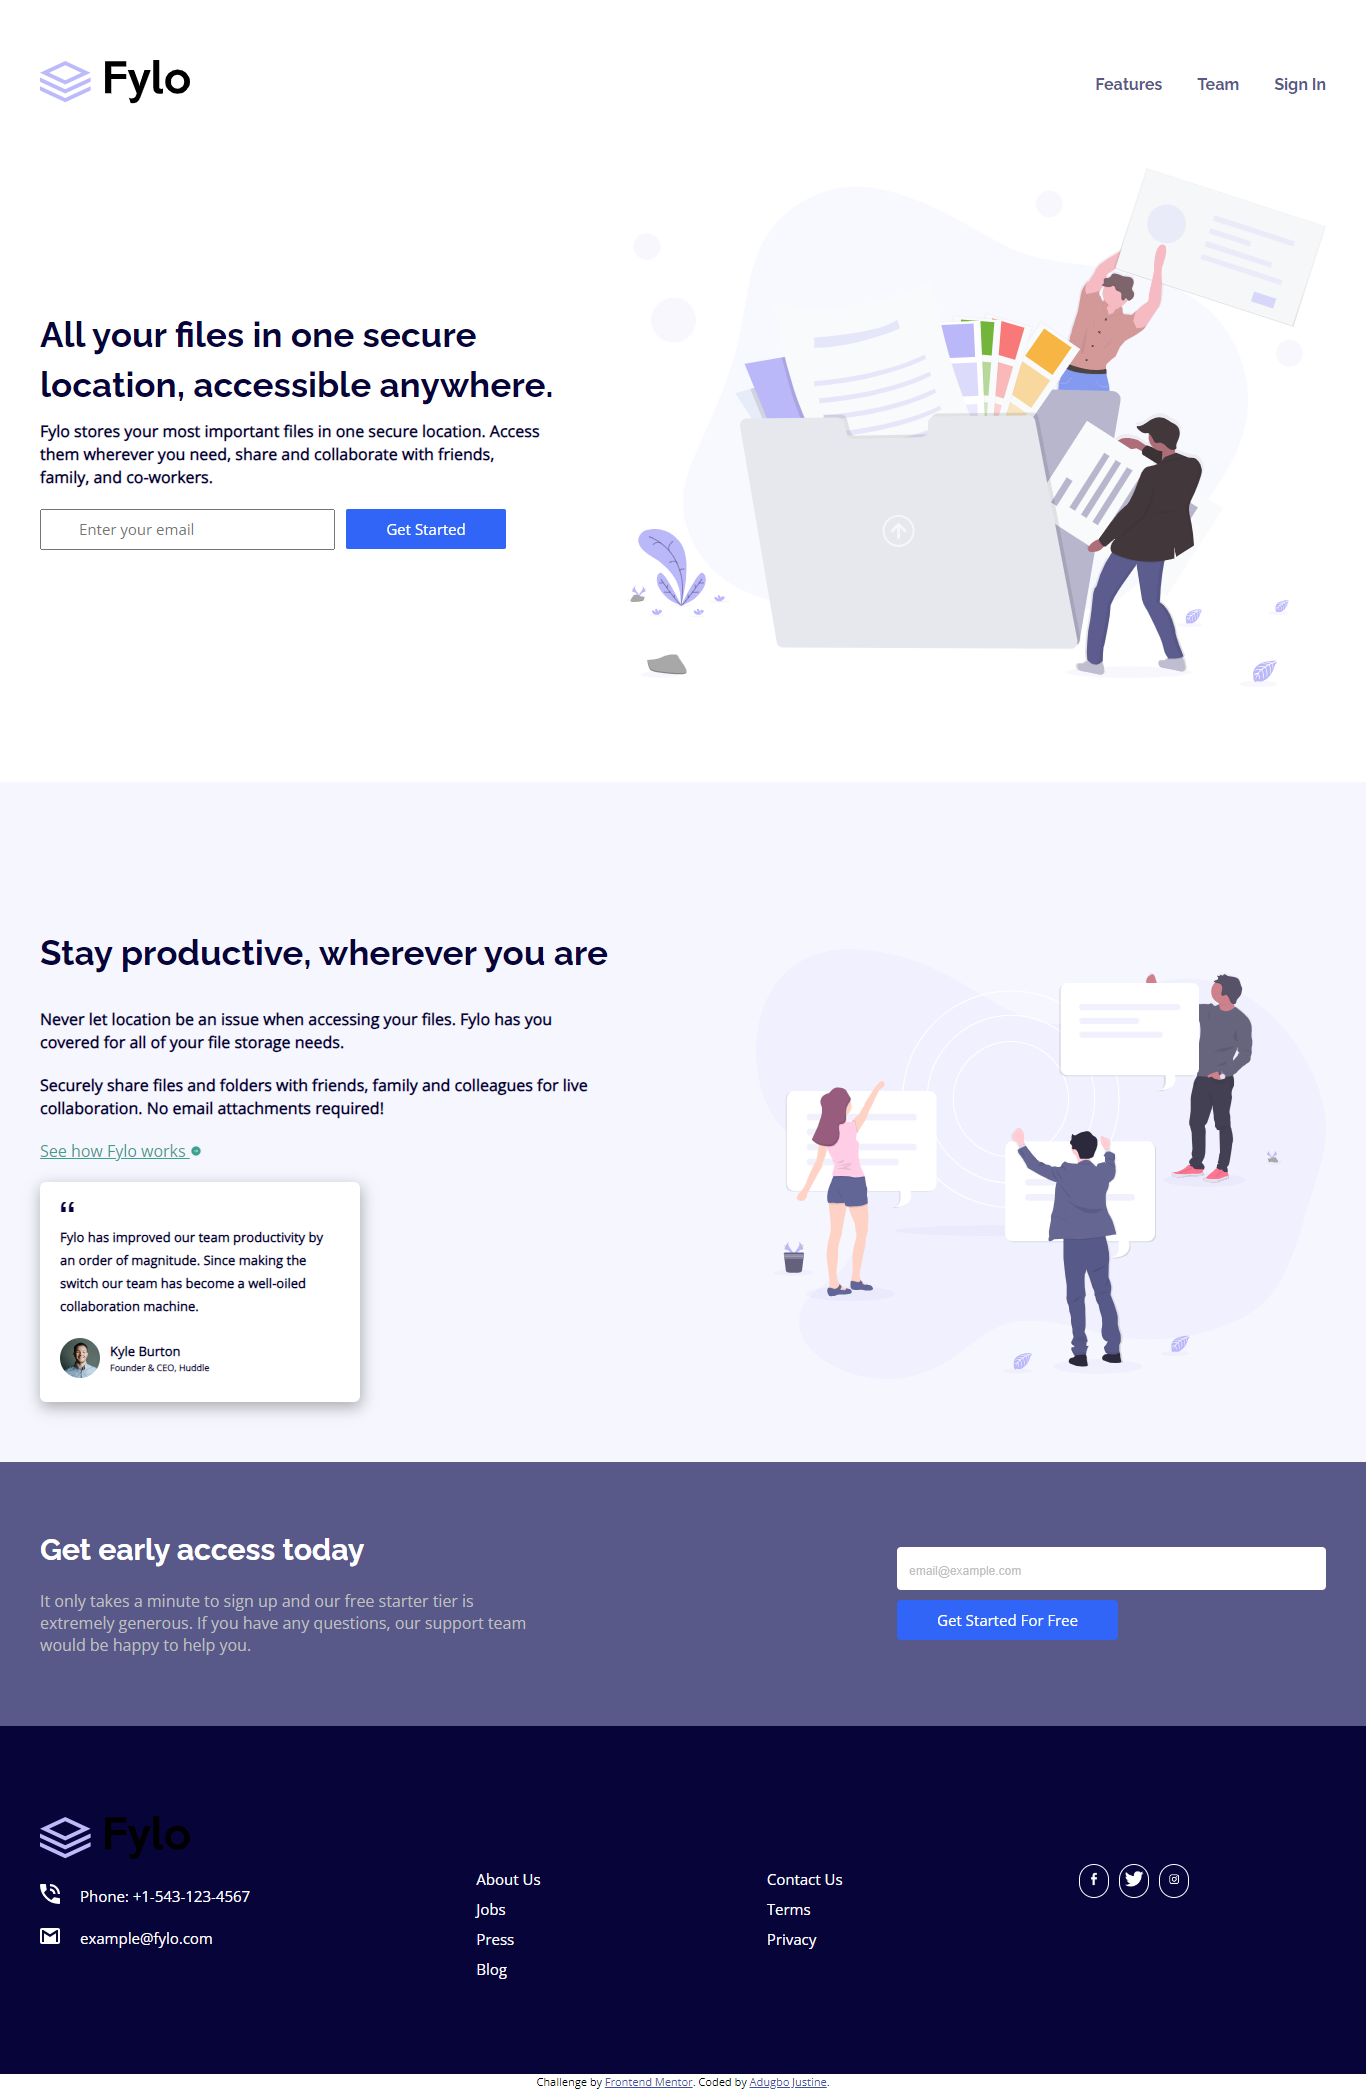 Fylo
Features
Team
Sign In
All your files in one secure
location, accessible anywhere.
Fylo stores your most important files in one secure location. Access
them wherever you need, share and collaborate with friends,
family, and co-workers.
Enter your email
Get Started
Stay productive, wherever you are
Never let location be an issue when accessing your files. Fylo has you
covered for all of your file storage needs.
Securely share files and folders with friends, family and colleagues for live
collaboration. No email attachments required!
See how Fylo works
“
Fylo has improved our team productivity by
an order of magnitude. Since making the
switch our team has become a well-oiled
collaboration machine.
Kyle Burton
Founder & CEO, Huddle
Get early access today
It only takes a minute to sign up and our free starter tier is
extremely generous. If you have any questions, our support team
would be happy to help you.
email@example.com
Get Started For Free
Fylo
Phone: +1-543-123-4567
example@fylo.com
About Us
Jobs
Press
Blog
Contact Us
Terms
Privacy
Challenge by Frontend Mentor. Coded by Adugbo Justine.